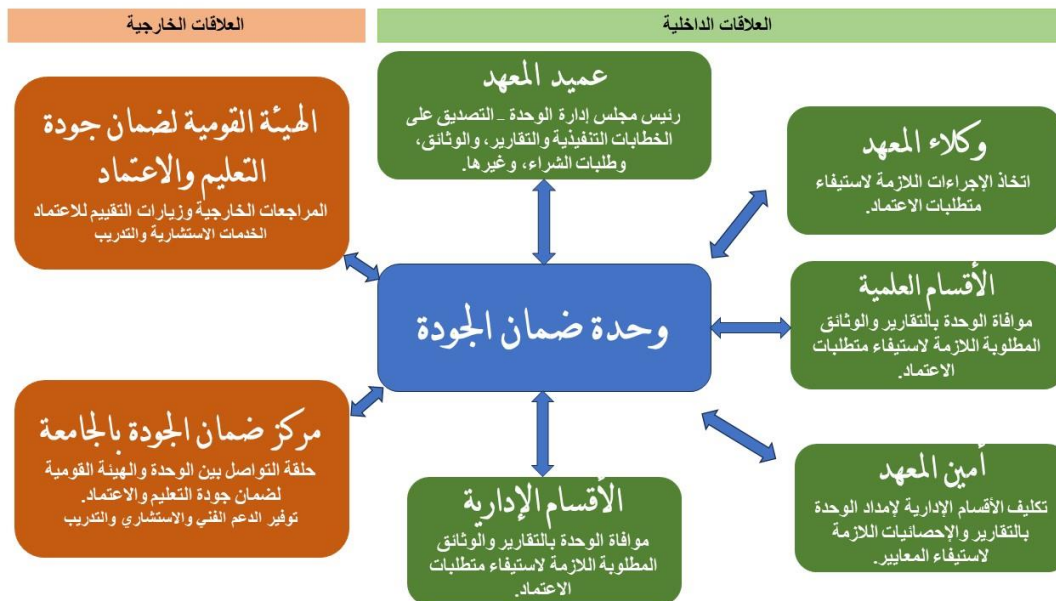 العلاقات الداخلية
العلاقات الخارجية
عميد المعهد
رئيس مجلس إدارة الوحدة – التصديق على
الخطابات التنفيذية والتقارير، والوثائق،
وطلبات الشراء، وغيرها.
وكلاء المعهد
اتخاذ الإجراءات اللازمة لاستيفاء
متطلبات الاعتماد.
الأقسام العلمية
موافاة الوحدة بالتقارير والوثائق
المطلوبة اللازمة لاستيفاء متطلبات
الاعتماد.
أمين المعهد
تكليف الأقسام الإدارية لإمداد الوحدة
بالتقارير والإحصائيات اللازمة
لاستيفاء المعايير.
الأقسام الإدارية
موافاة الوحدة بالتقارير والوثائق
المطلوبة اللازمة لاستيفاء متطلبات
الاعتماد.
وحدة ضمان الجودة
الهيئة القومية لضمان جودة
التعليم والاعتماد
المراجعات الخارجية وزيارات التقييم للاعتماد
الخدمات الاستشارية والتدريب
مركز ضمان الجودة بالجامعة
حلقة التواصل بين الوحدة والهيئة القومية
لضمان جودة التعليم والاعتماد.
توفير الدعم الفني والاستشاري والتدريب